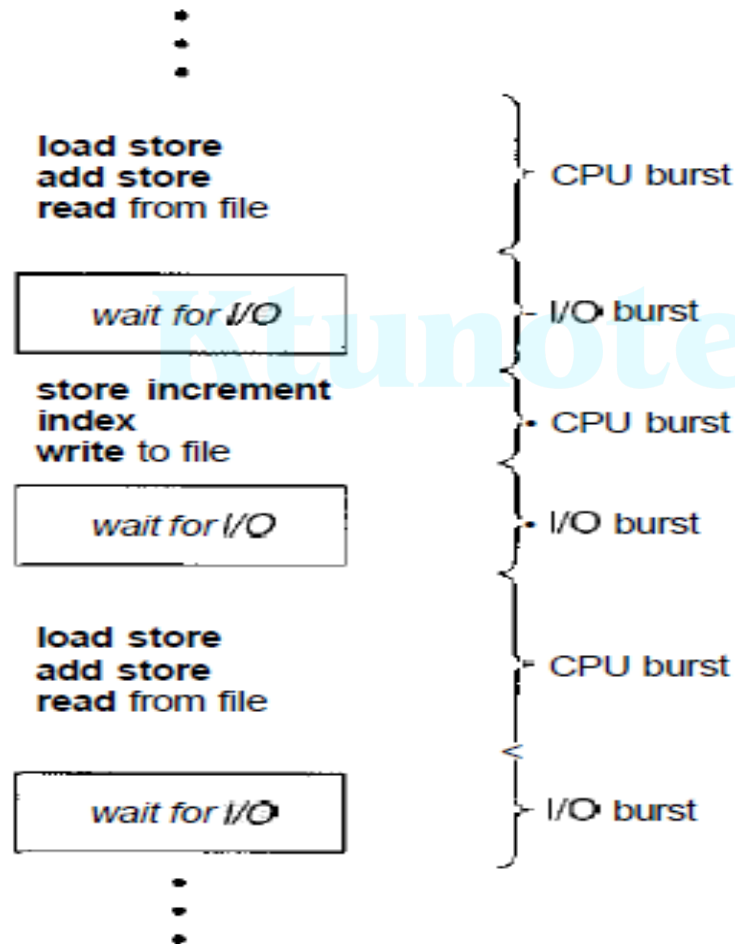 load store
add store
read from file
CPU burst
wait for I/O
I/O burst
Ktunote
store increment
index
write to file
CPU burst
wait for I/O
I/O burst
load store
add store
read from file
CPU burst
wait for I/O
I/O burst